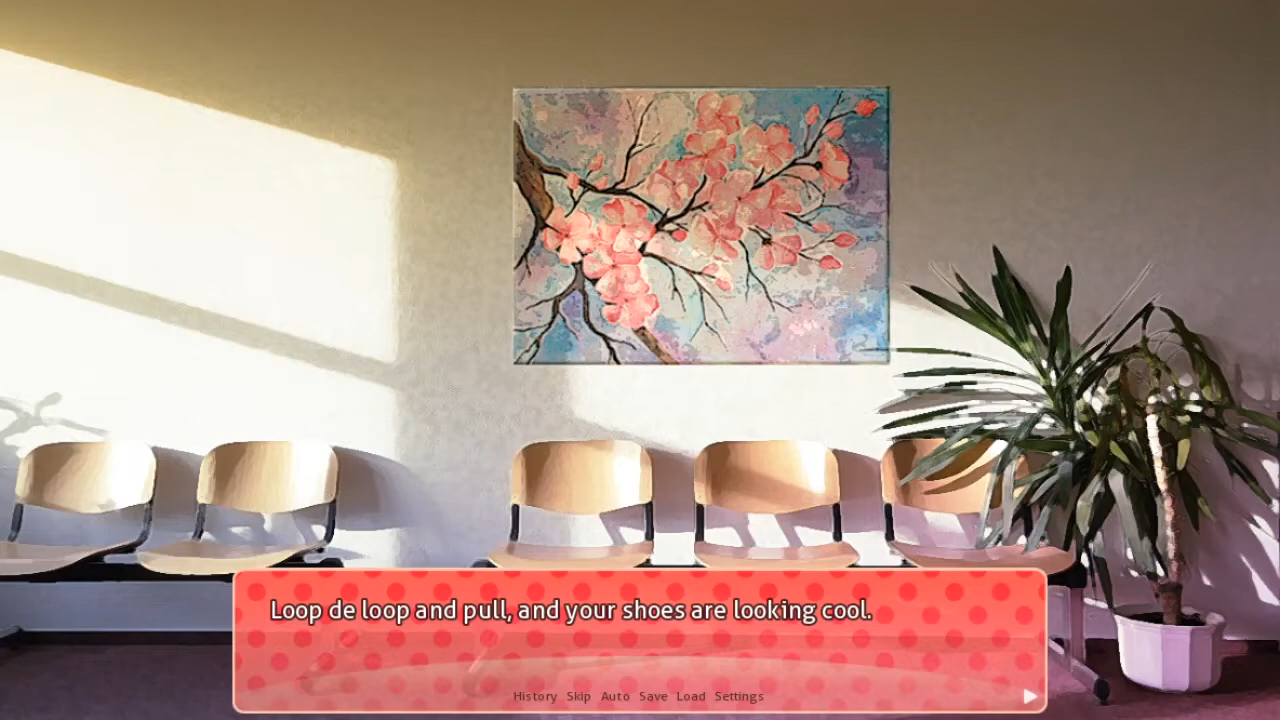 Loop de loop and pull, and your shoes are looking cool.
History Skip Auto Save Load Settings